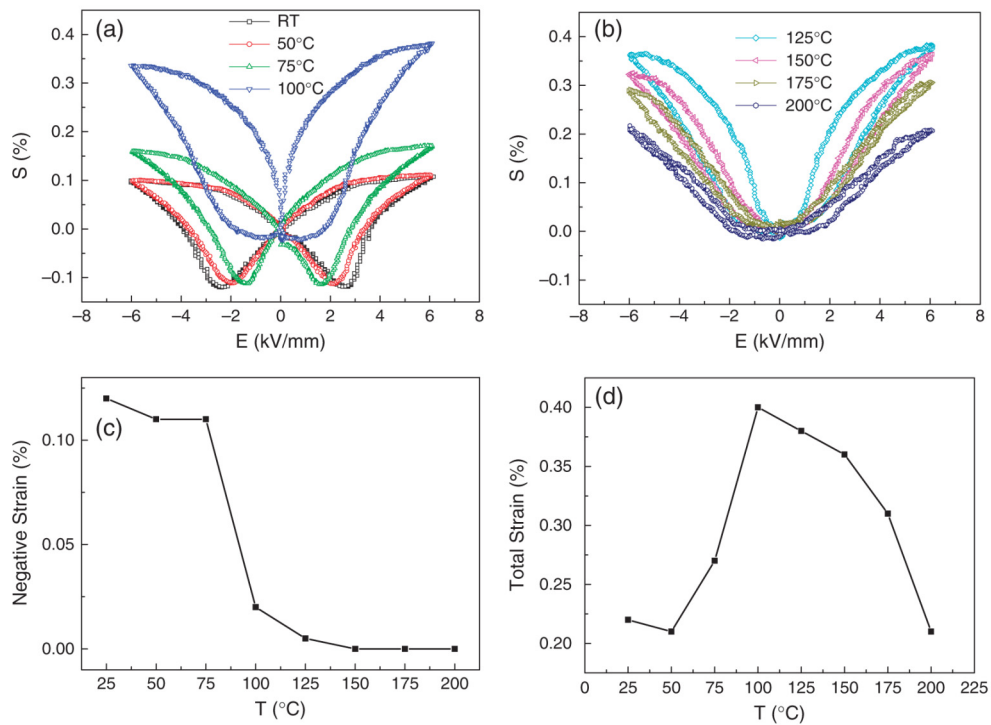 (a)
RT
50°C
75°C
100°C
0.4
0.3
0.2
0.1
0.0
−0.1
S (%)
−8 −6 −4 −2 0 2 4 6 8
E (kV/mm)
(b)
125°C
150°C
175°C
200°C
0.4
0.3
0.2
0.1
0.0
−0.1
S (%)
−8 −6 −4 −2 0 2 4 6 8
E (kV/mm)
(c)
0.10
0.05
0.00
Negative Strain (%)
25 50 75 100 125 150 175 200
T (°C)
(d)
0.40
0.35
0.30
0.25
0.20
Total Strain (%)
0 25 50 75 100 125 150 175 200 225
T (°C)